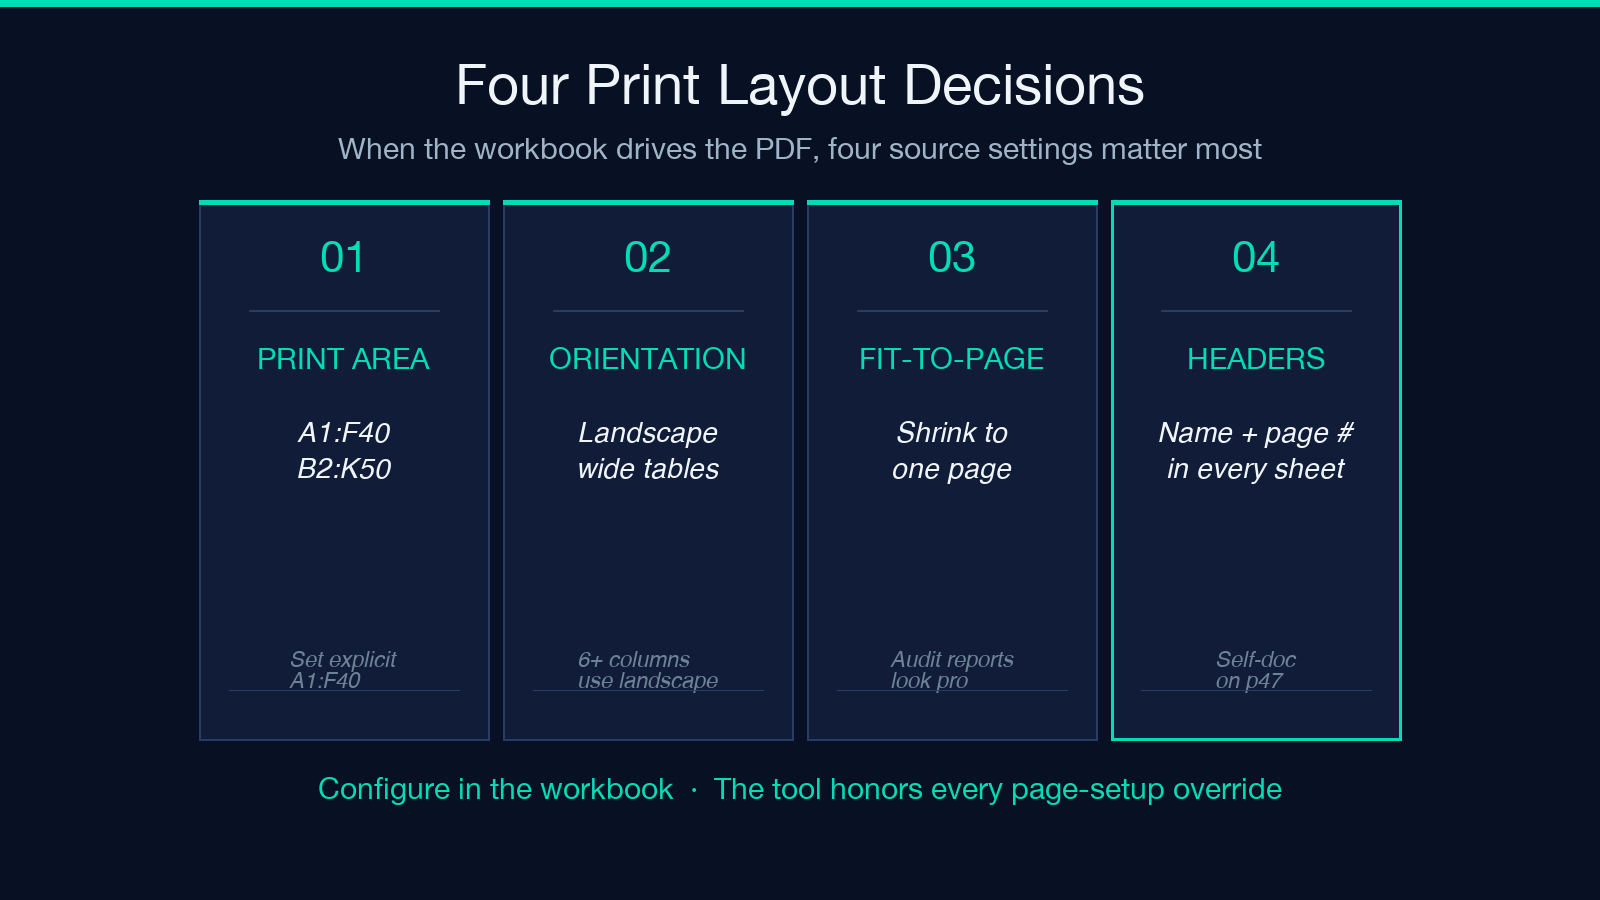 Four Print Layout Decisions
When the workbook drives the PDF, four source settings matter most
01
PRINT AREA
A1:F40
B2:K50
Set explicit
A1:F40
02
ORIENTATION
Landscape
wide tables
6+ columns
use landscape
03
FIT-TO-PAGE
Shrink to
one page
Audit reports
look pro
04
HEADERS
Name + page #
in every sheet
Self-doc
on p47
Configure in the workbook · The tool honors every page-setup override